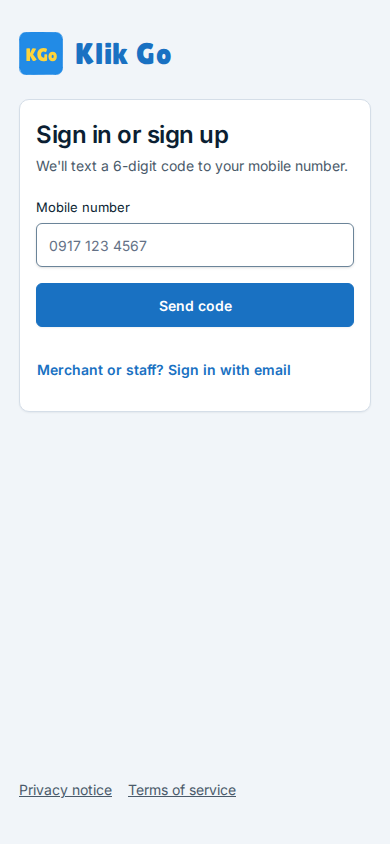 KGo Klik Go
Sign in or sign up
We'll text a 6-digit code to your mobile number.
Mobile number
0917 123 4567
Send code
Merchant or staff? Sign in with email
Privacy notice Terms of service